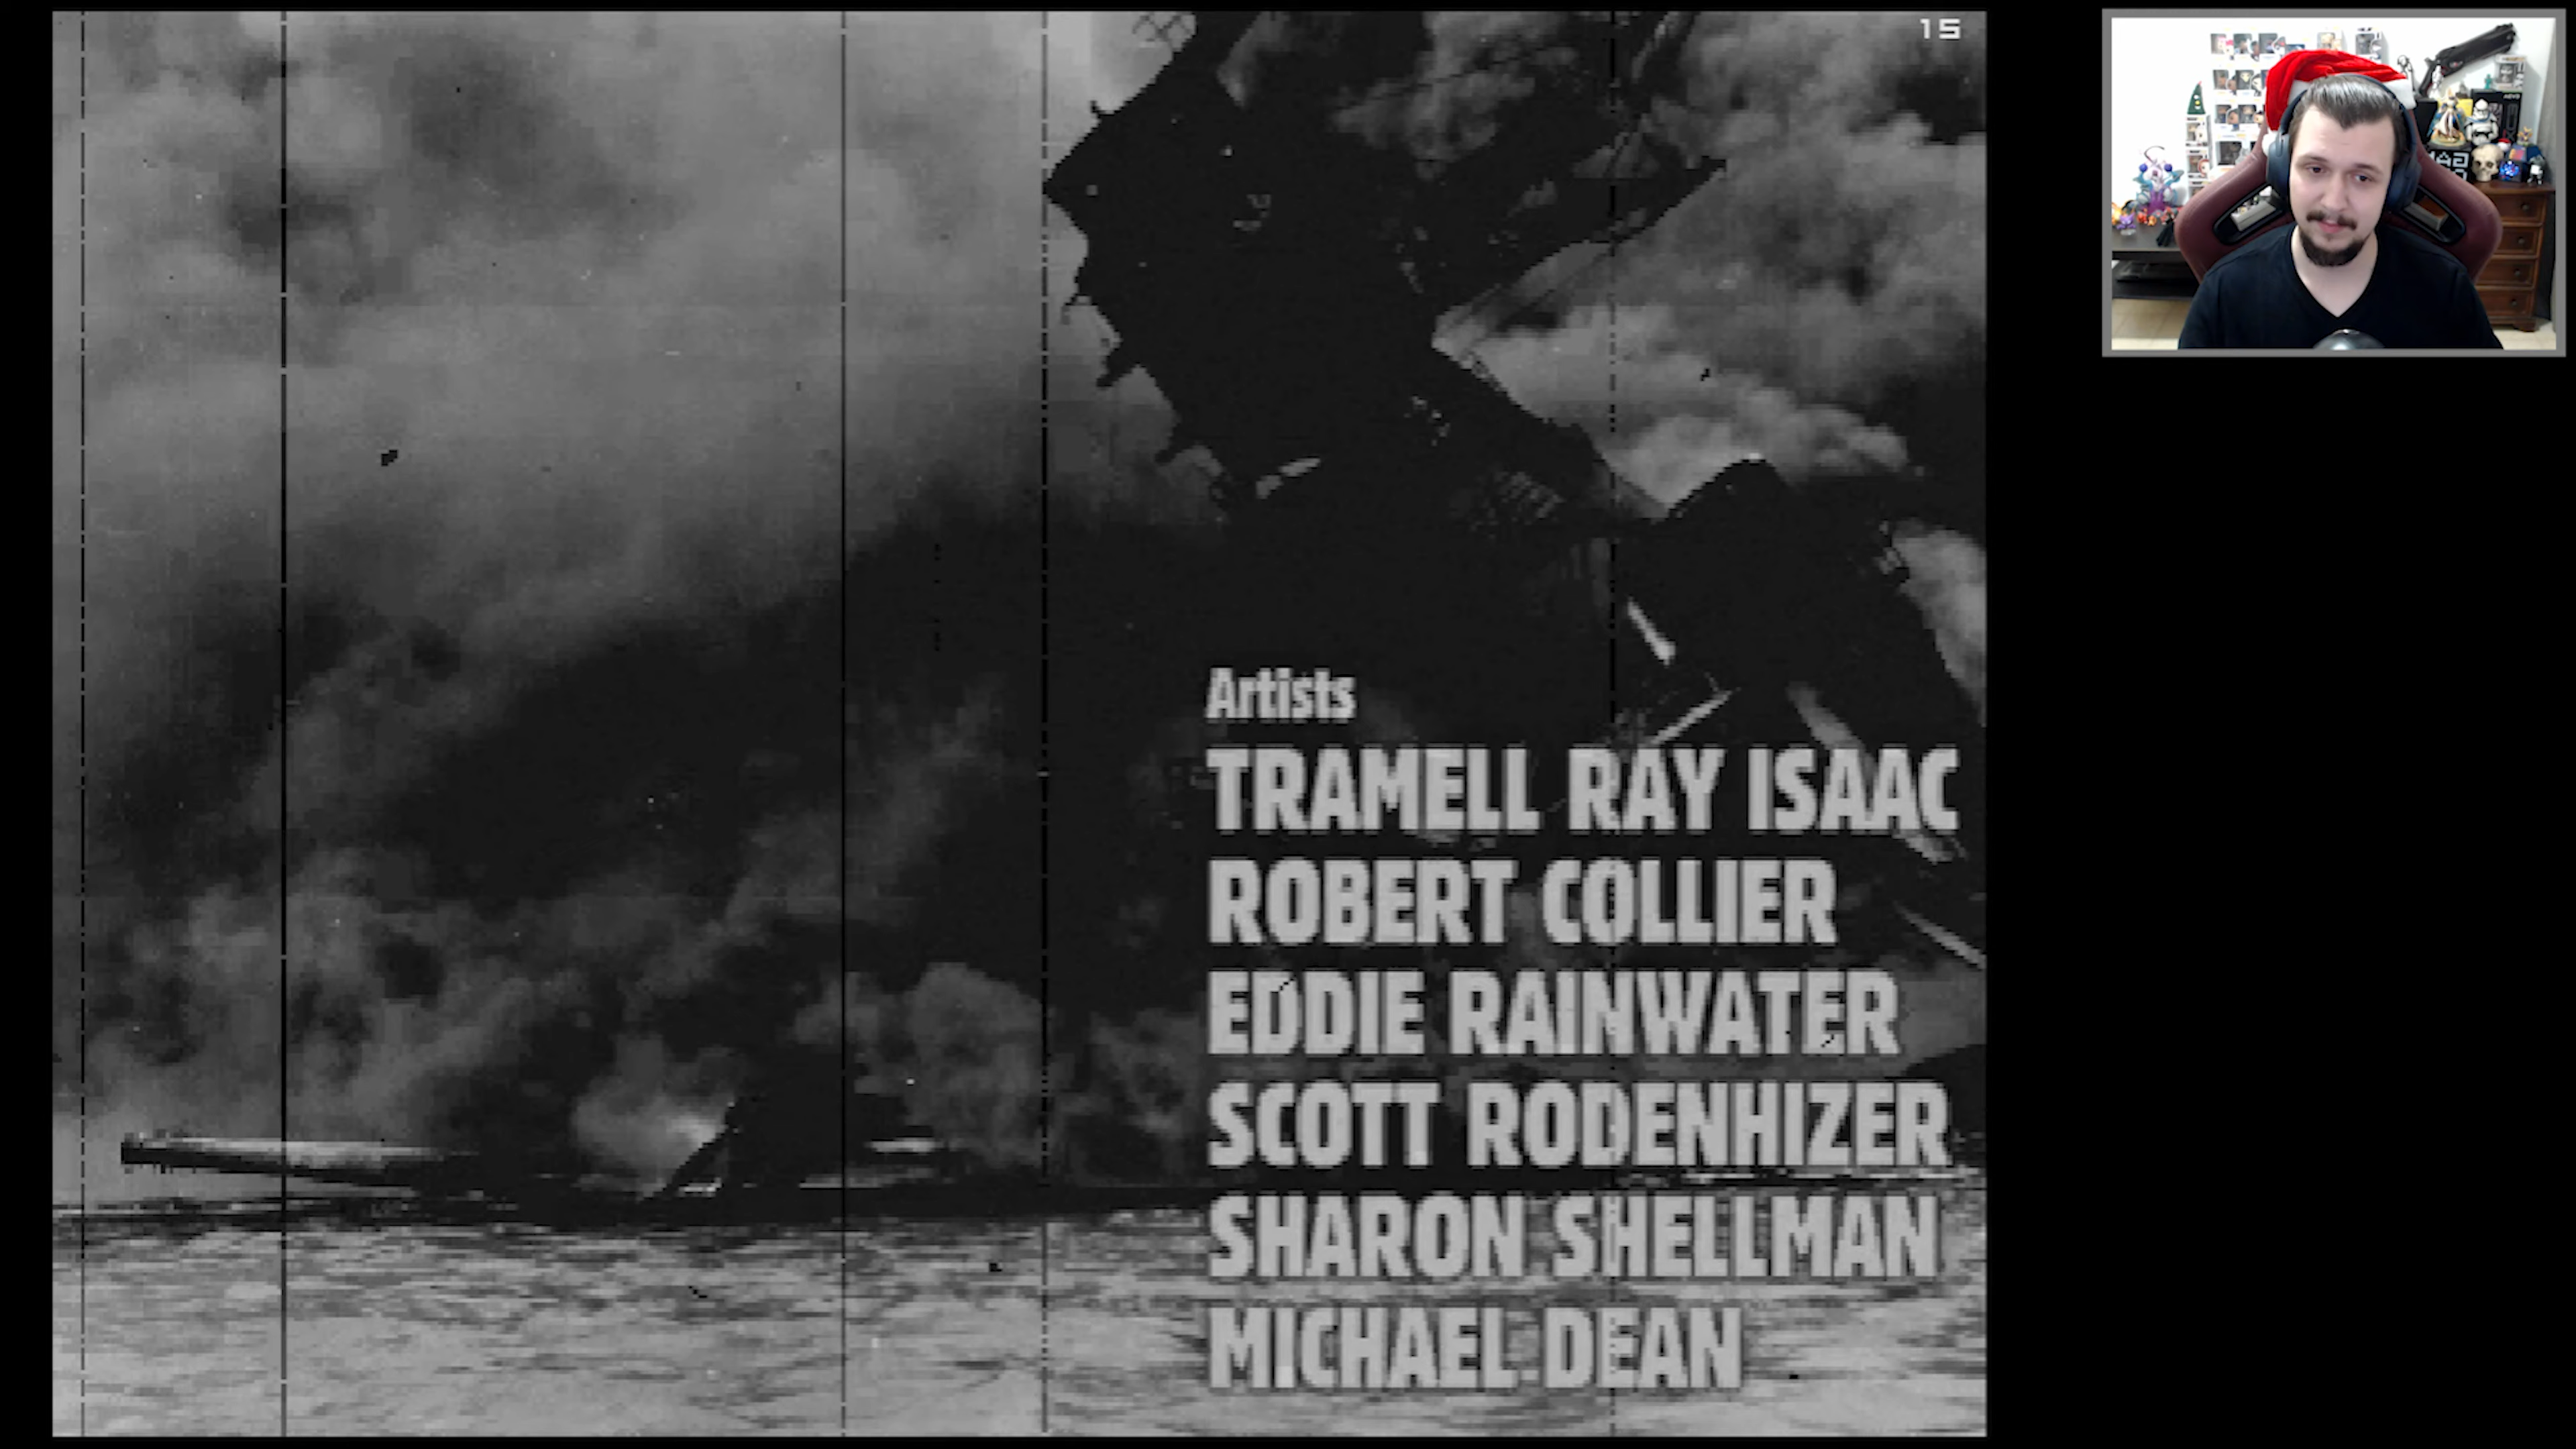 15
Artists
TRAMELL RAY ISAAC
ROBERT COLLIER
EDDIE RAINWATER
SCOTT RODENHIZER
SHARON SHELLMAN
MICHAEL DEAN